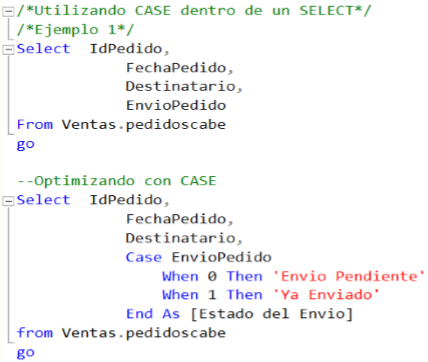 /*Utilizando CASE dentro de un SELECT*/
/*Ejemplo 1*/
Select  IdPedido,
            FechaPedido,
            Destinatario,
            EnvioPedido
From Ventas.pedidoscabe
go

--Optimizando con CASE
Select  IdPedido,
            FechaPedido,
            Destinatario,
            Case EnvioPedido
                When 0 Then 'Envio Pendiente'
                When 1 Then 'Ya Enviado'
            End As [Estado del Envio]
from Ventas.pedidoscabe
go